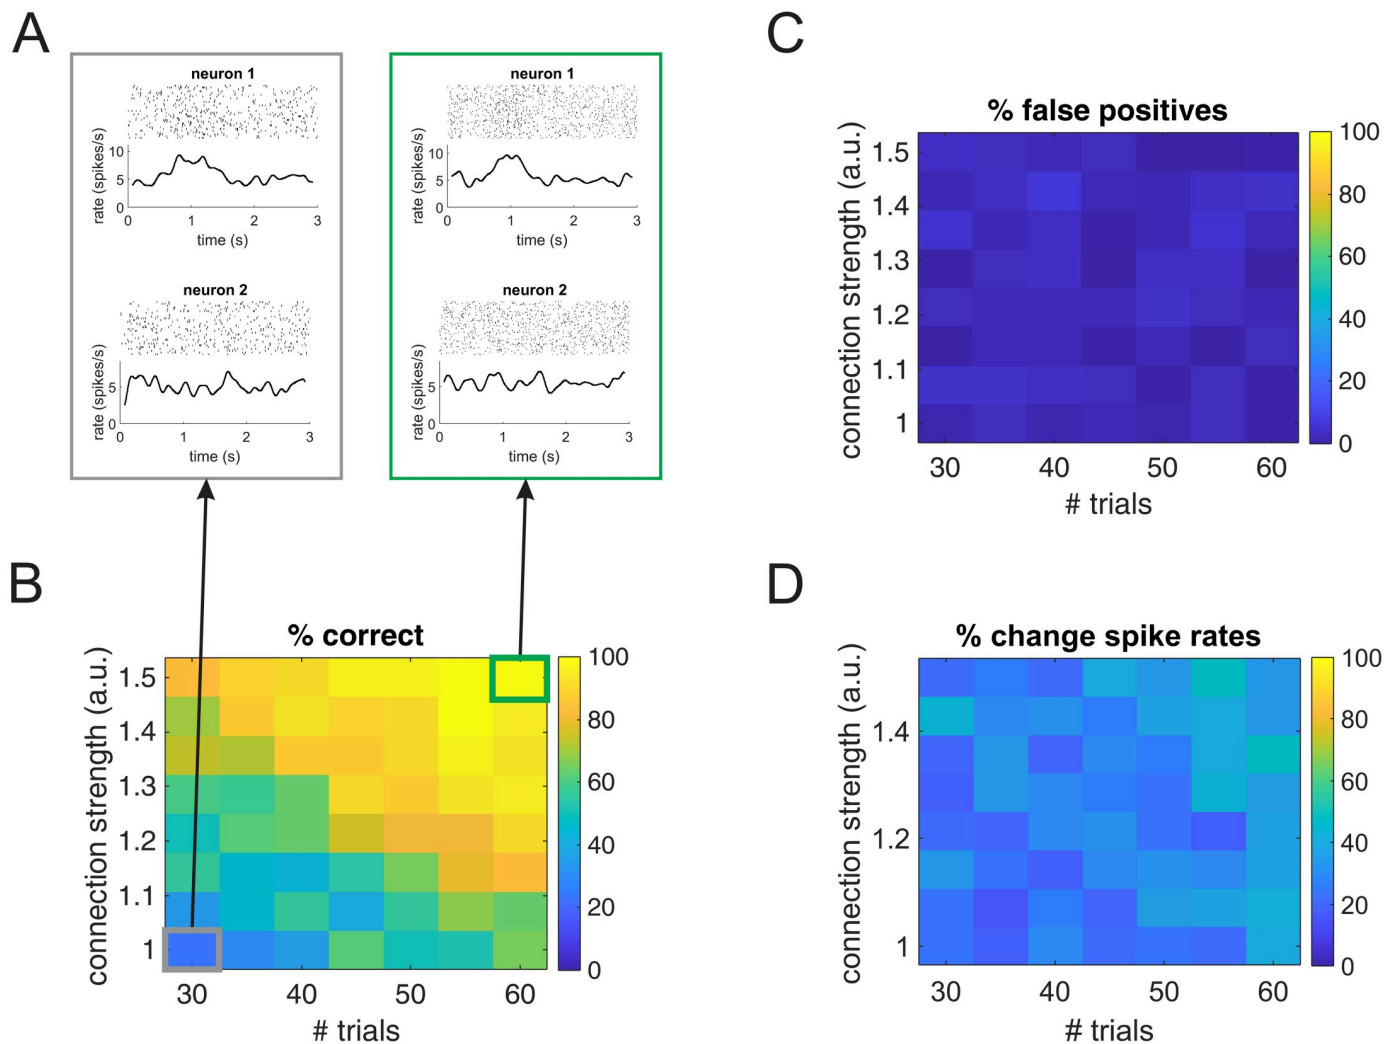 A
neuron 1
rate (spikes/s)
10
5
0
0 1 2 3
time (s)
neuron 2
rate (spikes/s)
5
0
0 1 2 3
time (s)
neuron 1
rate (spikes/s)
10
5
0
0 1 2 3
time (s)
neuron 2
rate (spikes/s)
5
0
0 1 2 3
time (s)
B
% correct
connection strength (a.u.)
1.5
1.4
1.3
1.2
1.1
1
30 40 50 60
# trials
100
80
60
40
20
0
C
% false positives
connection strength (a.u.)
1.5
1.4
1.3
1.2
1.1
1
30 40 50 60
# trials
100
80
60
40
20
0
D
% change spike rates
connection strength (a.u.)
1.4
1.2
1
30 40 50 60
# trials
100
80
60
40
20
0